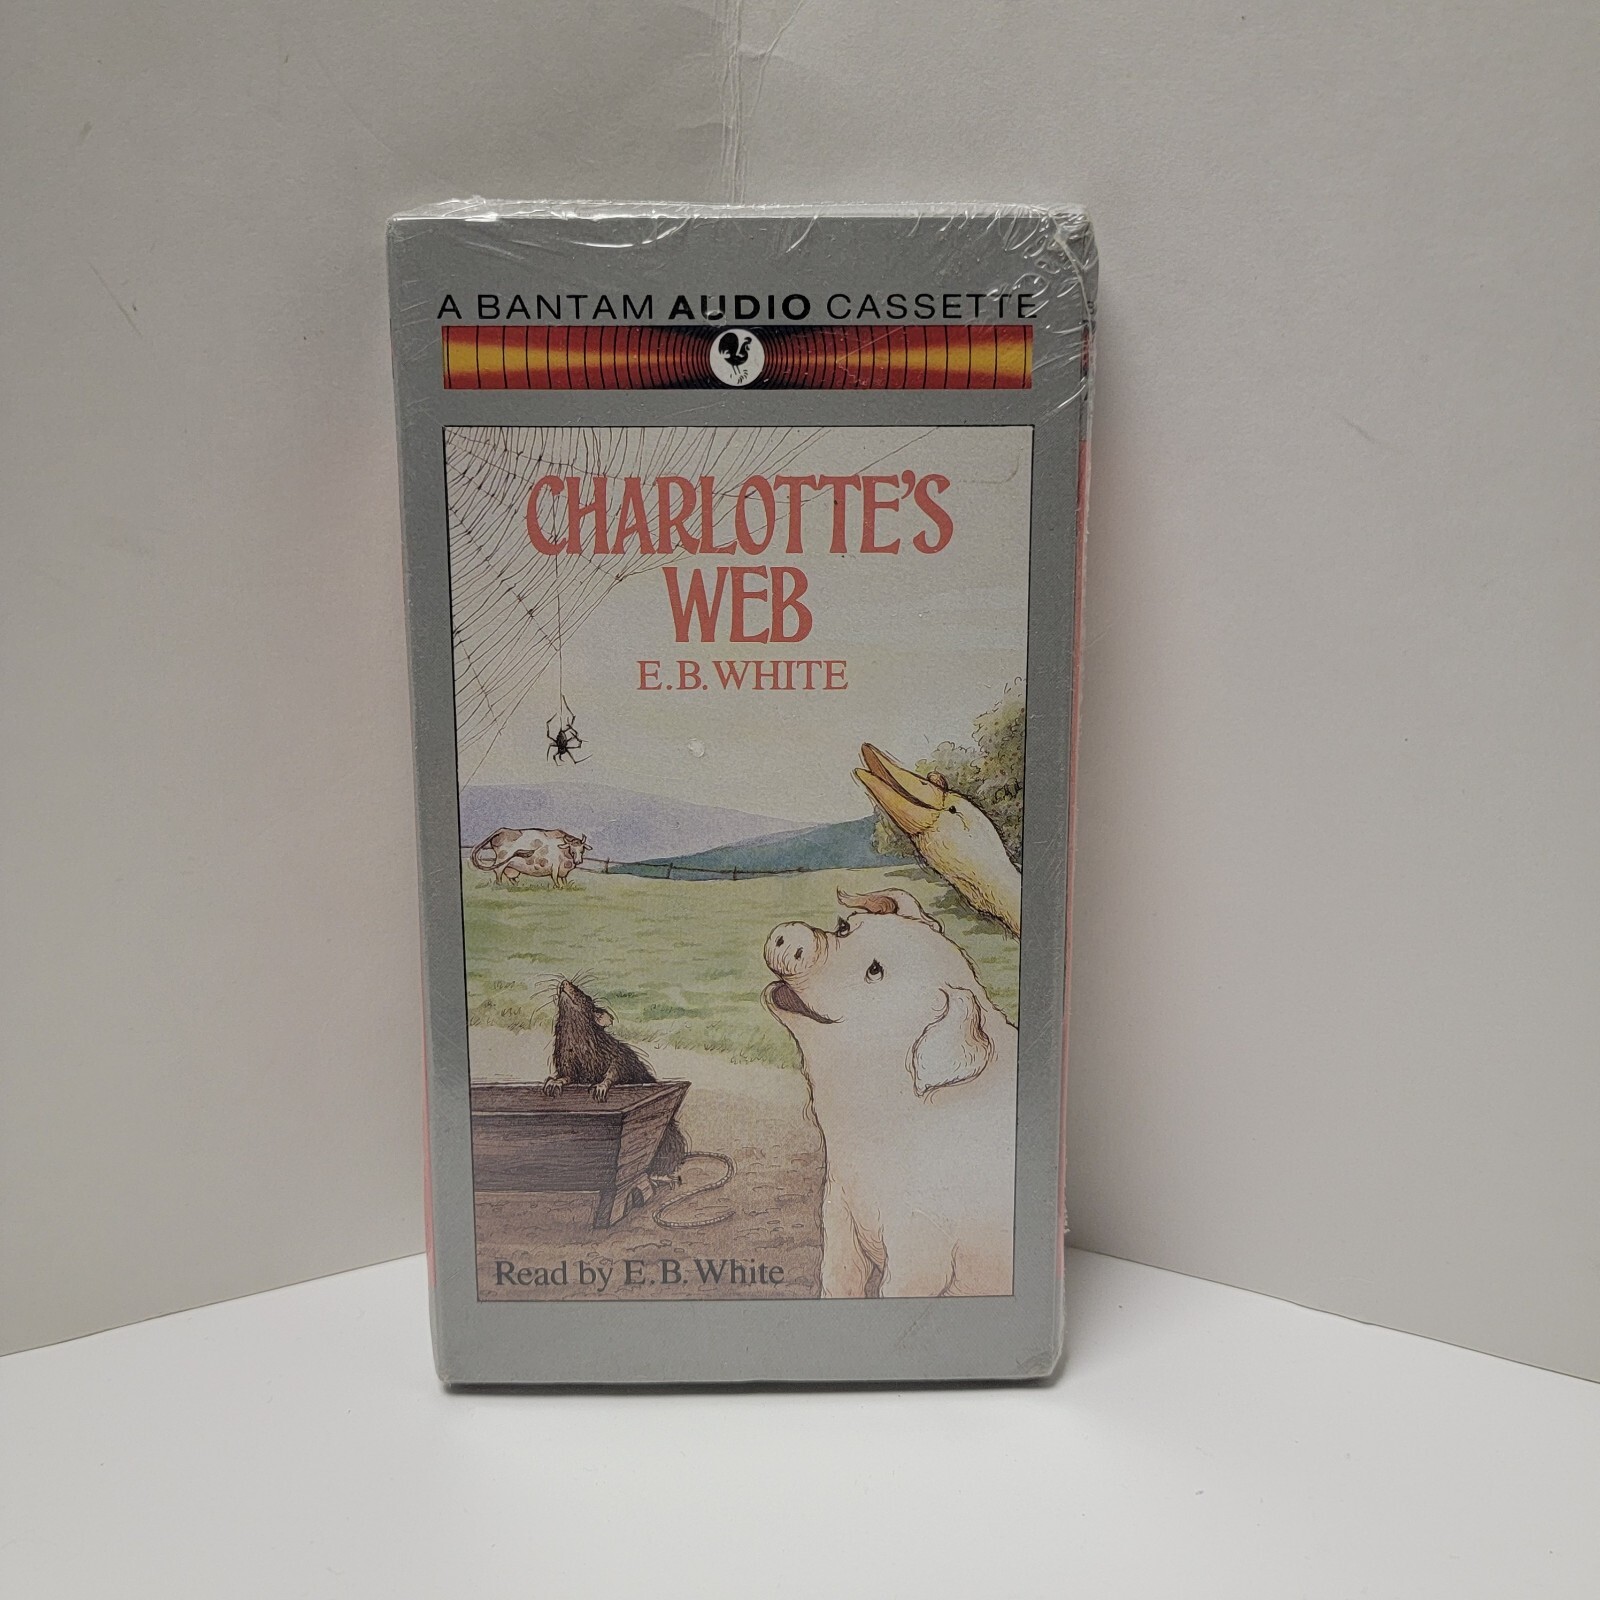 A BANTAM AUDIO CASSETTE
CHARLOTTE'S
WEB
E.B. WHITE
Read by E.B. White